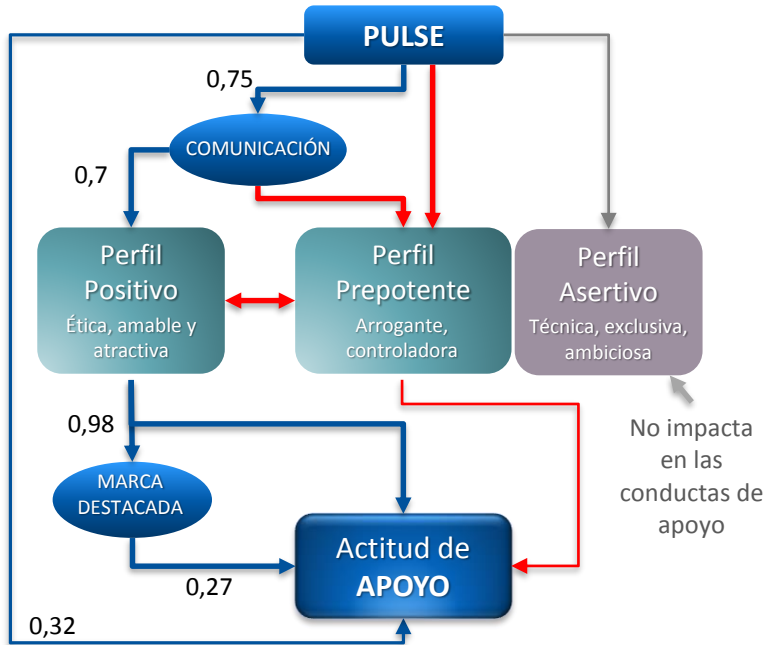 PULSE
0,75
COMUNICACIÓN
0,7
Perfil
Positivo
Ética, amable y
atractiva
Perfil
Prepotente
Arrogante,
controladora
Perfil
Asertivo
Técnica, exclusiva,
ambiciosa
0,98
MARCA
DESTACADA
No impacta
en las
conductas de
apoyo
Actitud de
APOYO
0,27
0,32